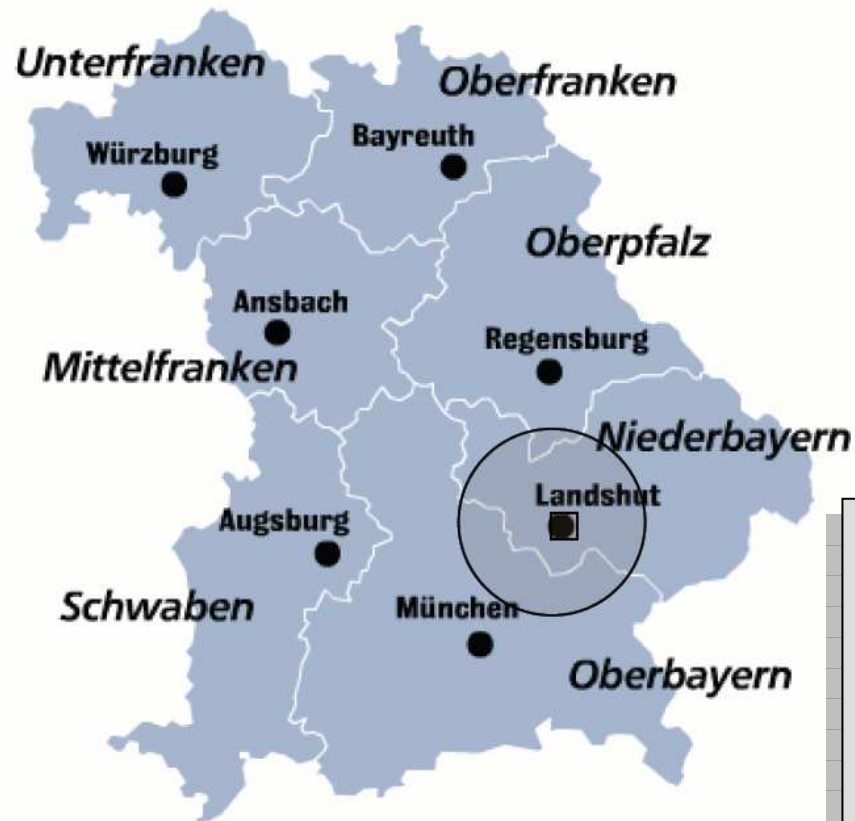 Unterfranken
Oberfranken
Bayreuth
Würzburg
Oberpfalz
Ansbach
Regensburg
Mittelfranken
Niederbayern
Landshut
Augsburg
Schwaben
München
Oberbayern